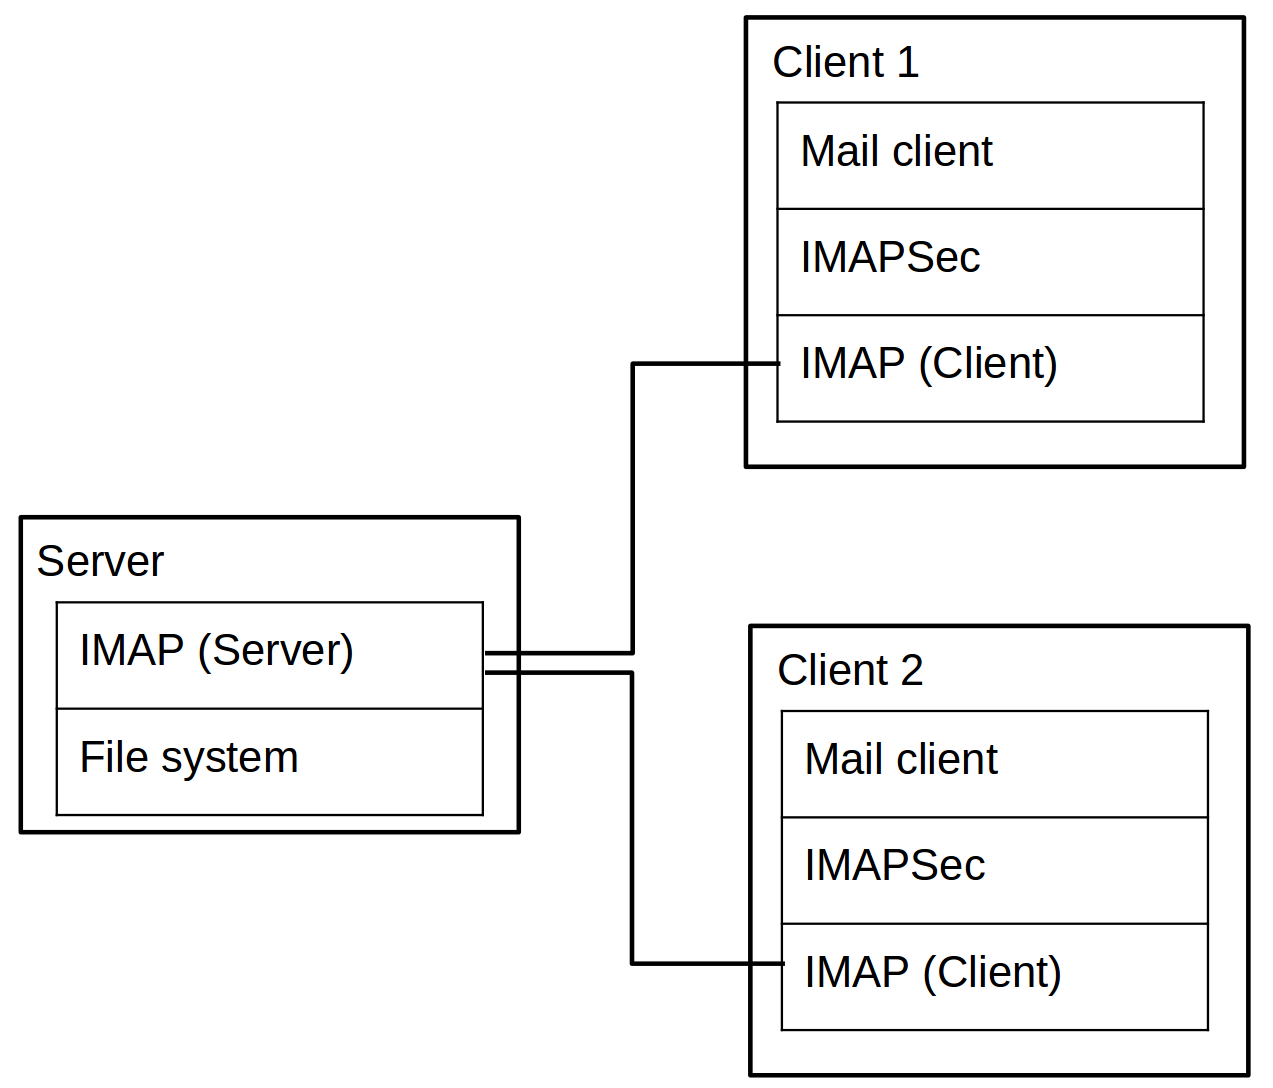 Client 1
Mail client
IMAPSec
IMAP (Client)
Server
IMAP (Server)
File system
Client 2
Mail client
IMAPSec
IMAP (Client)